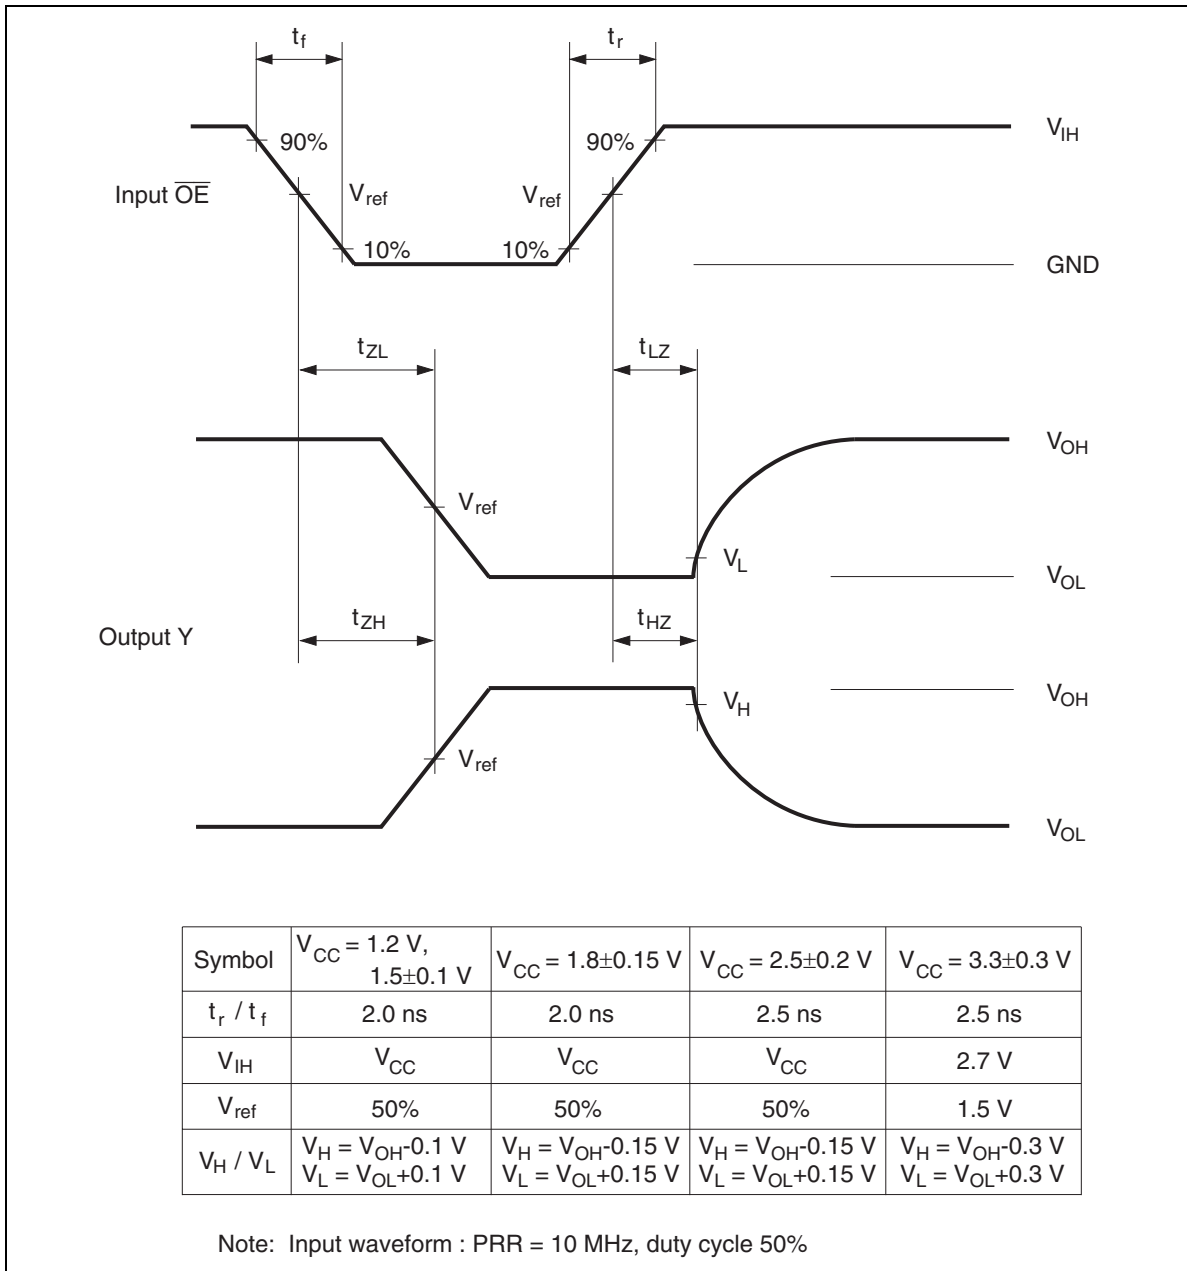 tf tr
90% 90% VIH
Input OE Vref Vref
10% 10% GND
tZL tLZ
VOH
Vref
VL
VOL
tZH tHZ
Output Y
VOH
VH
Vref
VOL
Symbol VCC = 1.2 V, 1.5±0.1 V VCC = 1.8±0.15 V VCC = 2.5±0.2 V VCC = 3.3±0.3 V
tr / tf 2.0 ns 2.0 ns 2.5 ns 2.5 ns
VIH VCC VCC VCC 2.7 V
Vref 50% 50% 50% 1.5 V
VH / VL VH = VOH-0.1 V VH = VOH-0.15 V VH = VOH-0.15 V VH = VOH-0.3 V
VL = VOL+0.1 V VL = VOL+0.15 V VL = VOL+0.15 V VL = VOL+0.3 V
Note: Input waveform : PRR = 10 MHz, duty cycle 50%